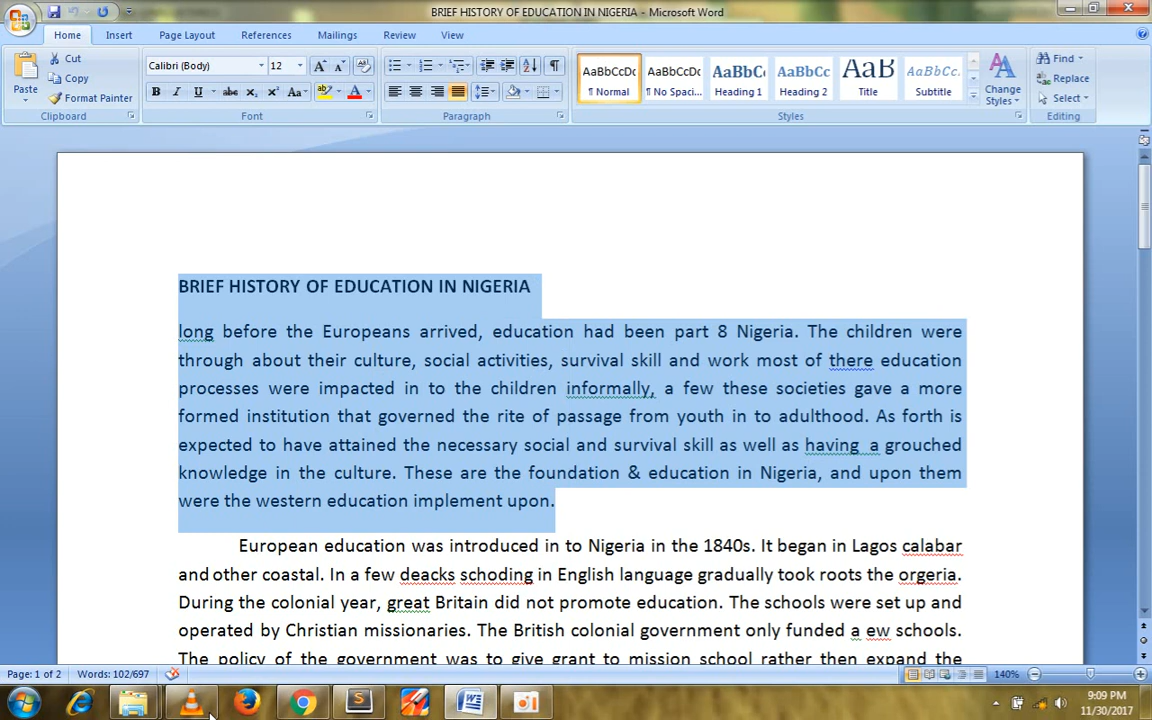 BRIEF HISTORY OF EDUCATION IN NIGERIA - Microsoft Word
Home Insert Page Layout References Mailings Review View
Paste
Cut
Copy
Format Painter
Clipboard
Calibri (Body) 12
B I U abc x₂ x² Aa
Font
Paragraph
AaBbCcDc AaBbCcDc AaBbC AaBbCc AaB AaBbCc.
¶ Normal ¶ No Spaci... Heading 1 Heading 2 Title Subtitle
Change Styles
Styles
Find
Replace
Select
Editing
BRIEF HISTORY OF EDUCATION IN NIGERIA
long before the Europeans arrived, education had been part 8 Nigeria. The children were
through about their culture, social activities, survival skill and work most of there education
processes were impacted in to the children informally, a few these societies gave a more
formed institution that governed the rite of passage from youth in to adulthood. As forth is
expected to have attained the necessary social and survival skill as well as having a grouched
knowledge in the culture. These are the foundation & education in Nigeria, and upon them
were the western education implement upon.
European education was introduced in to Nigeria in the 1840s. It began in Lagos calabar
and other coastal. In a few deacks schoding in English language gradually took roots the orgeria.
During the colonial year, great Britain did not promote education. The schools were set up and
operated by Christian missionaries. The British colonial government only funded a ew schools.
The policy of the government was to give grant to mission school rather then expand the
Page: 1 of 2 Words: 102/697 140%
9:09 PM
11/30/2017